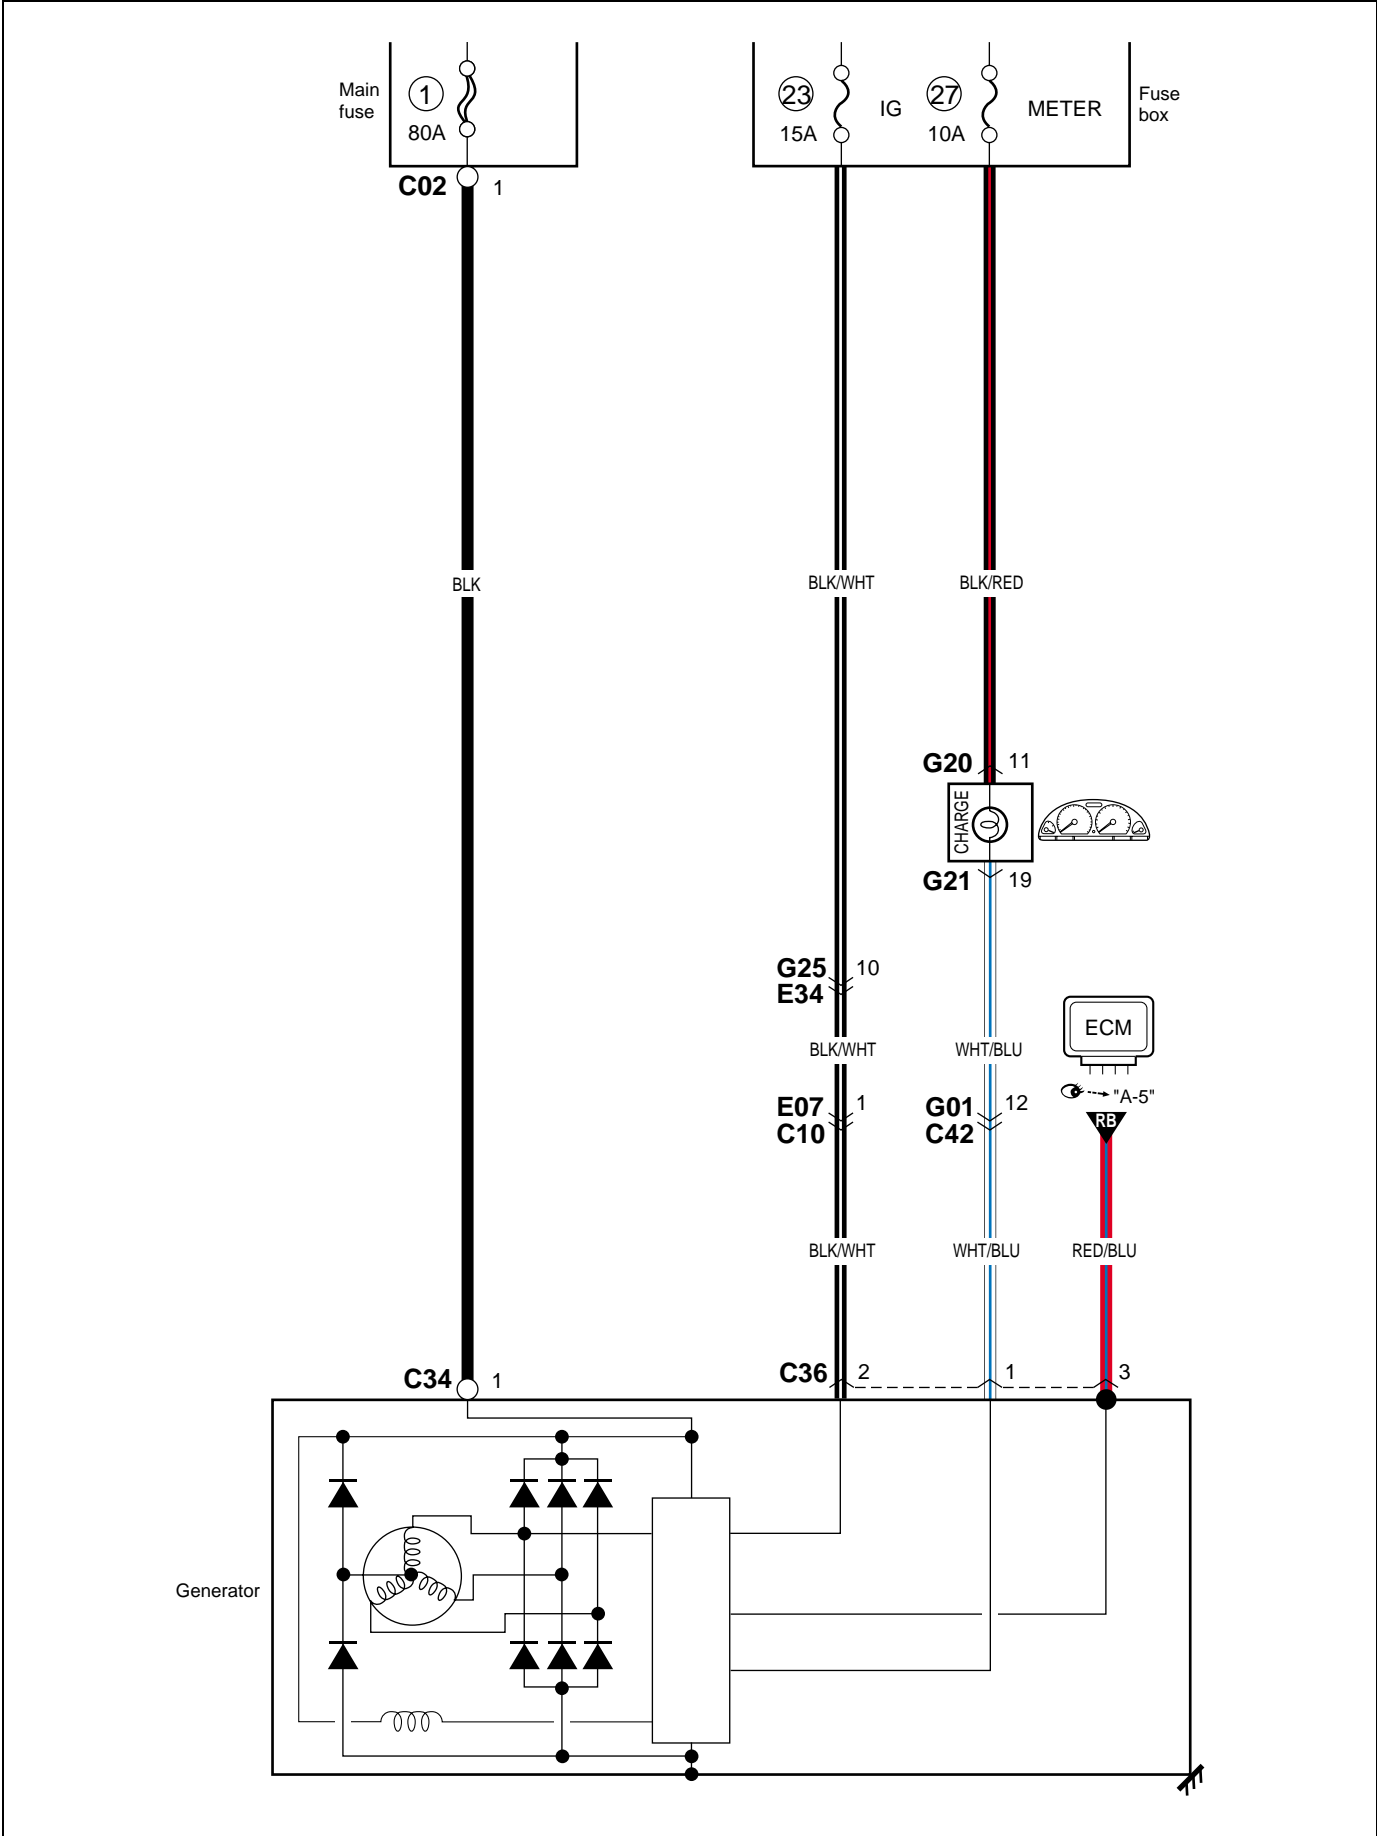 Main
fuse
1
80A
23
15A
IG
27
10A
METER
Fuse
box
C02
1
BLK
BLK/WHT
BLK/RED
G20
11
CHARGE
G21
19
G25
10
E34
ECM
BLK/WHT
WHT/BLU
"A-5"
E07
1
G01
12
RB
C10
C42
BLK/WHT
WHT/BLU
RED/BLU
C34
1
C36
2
1
3
Generator